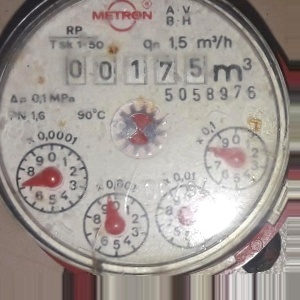 METRON ®
A-V
B-H
RP
Tsk 1-50
Qn 1,5 m³/h
00175 m³
5058976
Δp 0,1 MPa
PN 1,6
90°C
x 0,0001
x 0,001
x 0,01
x 0,1